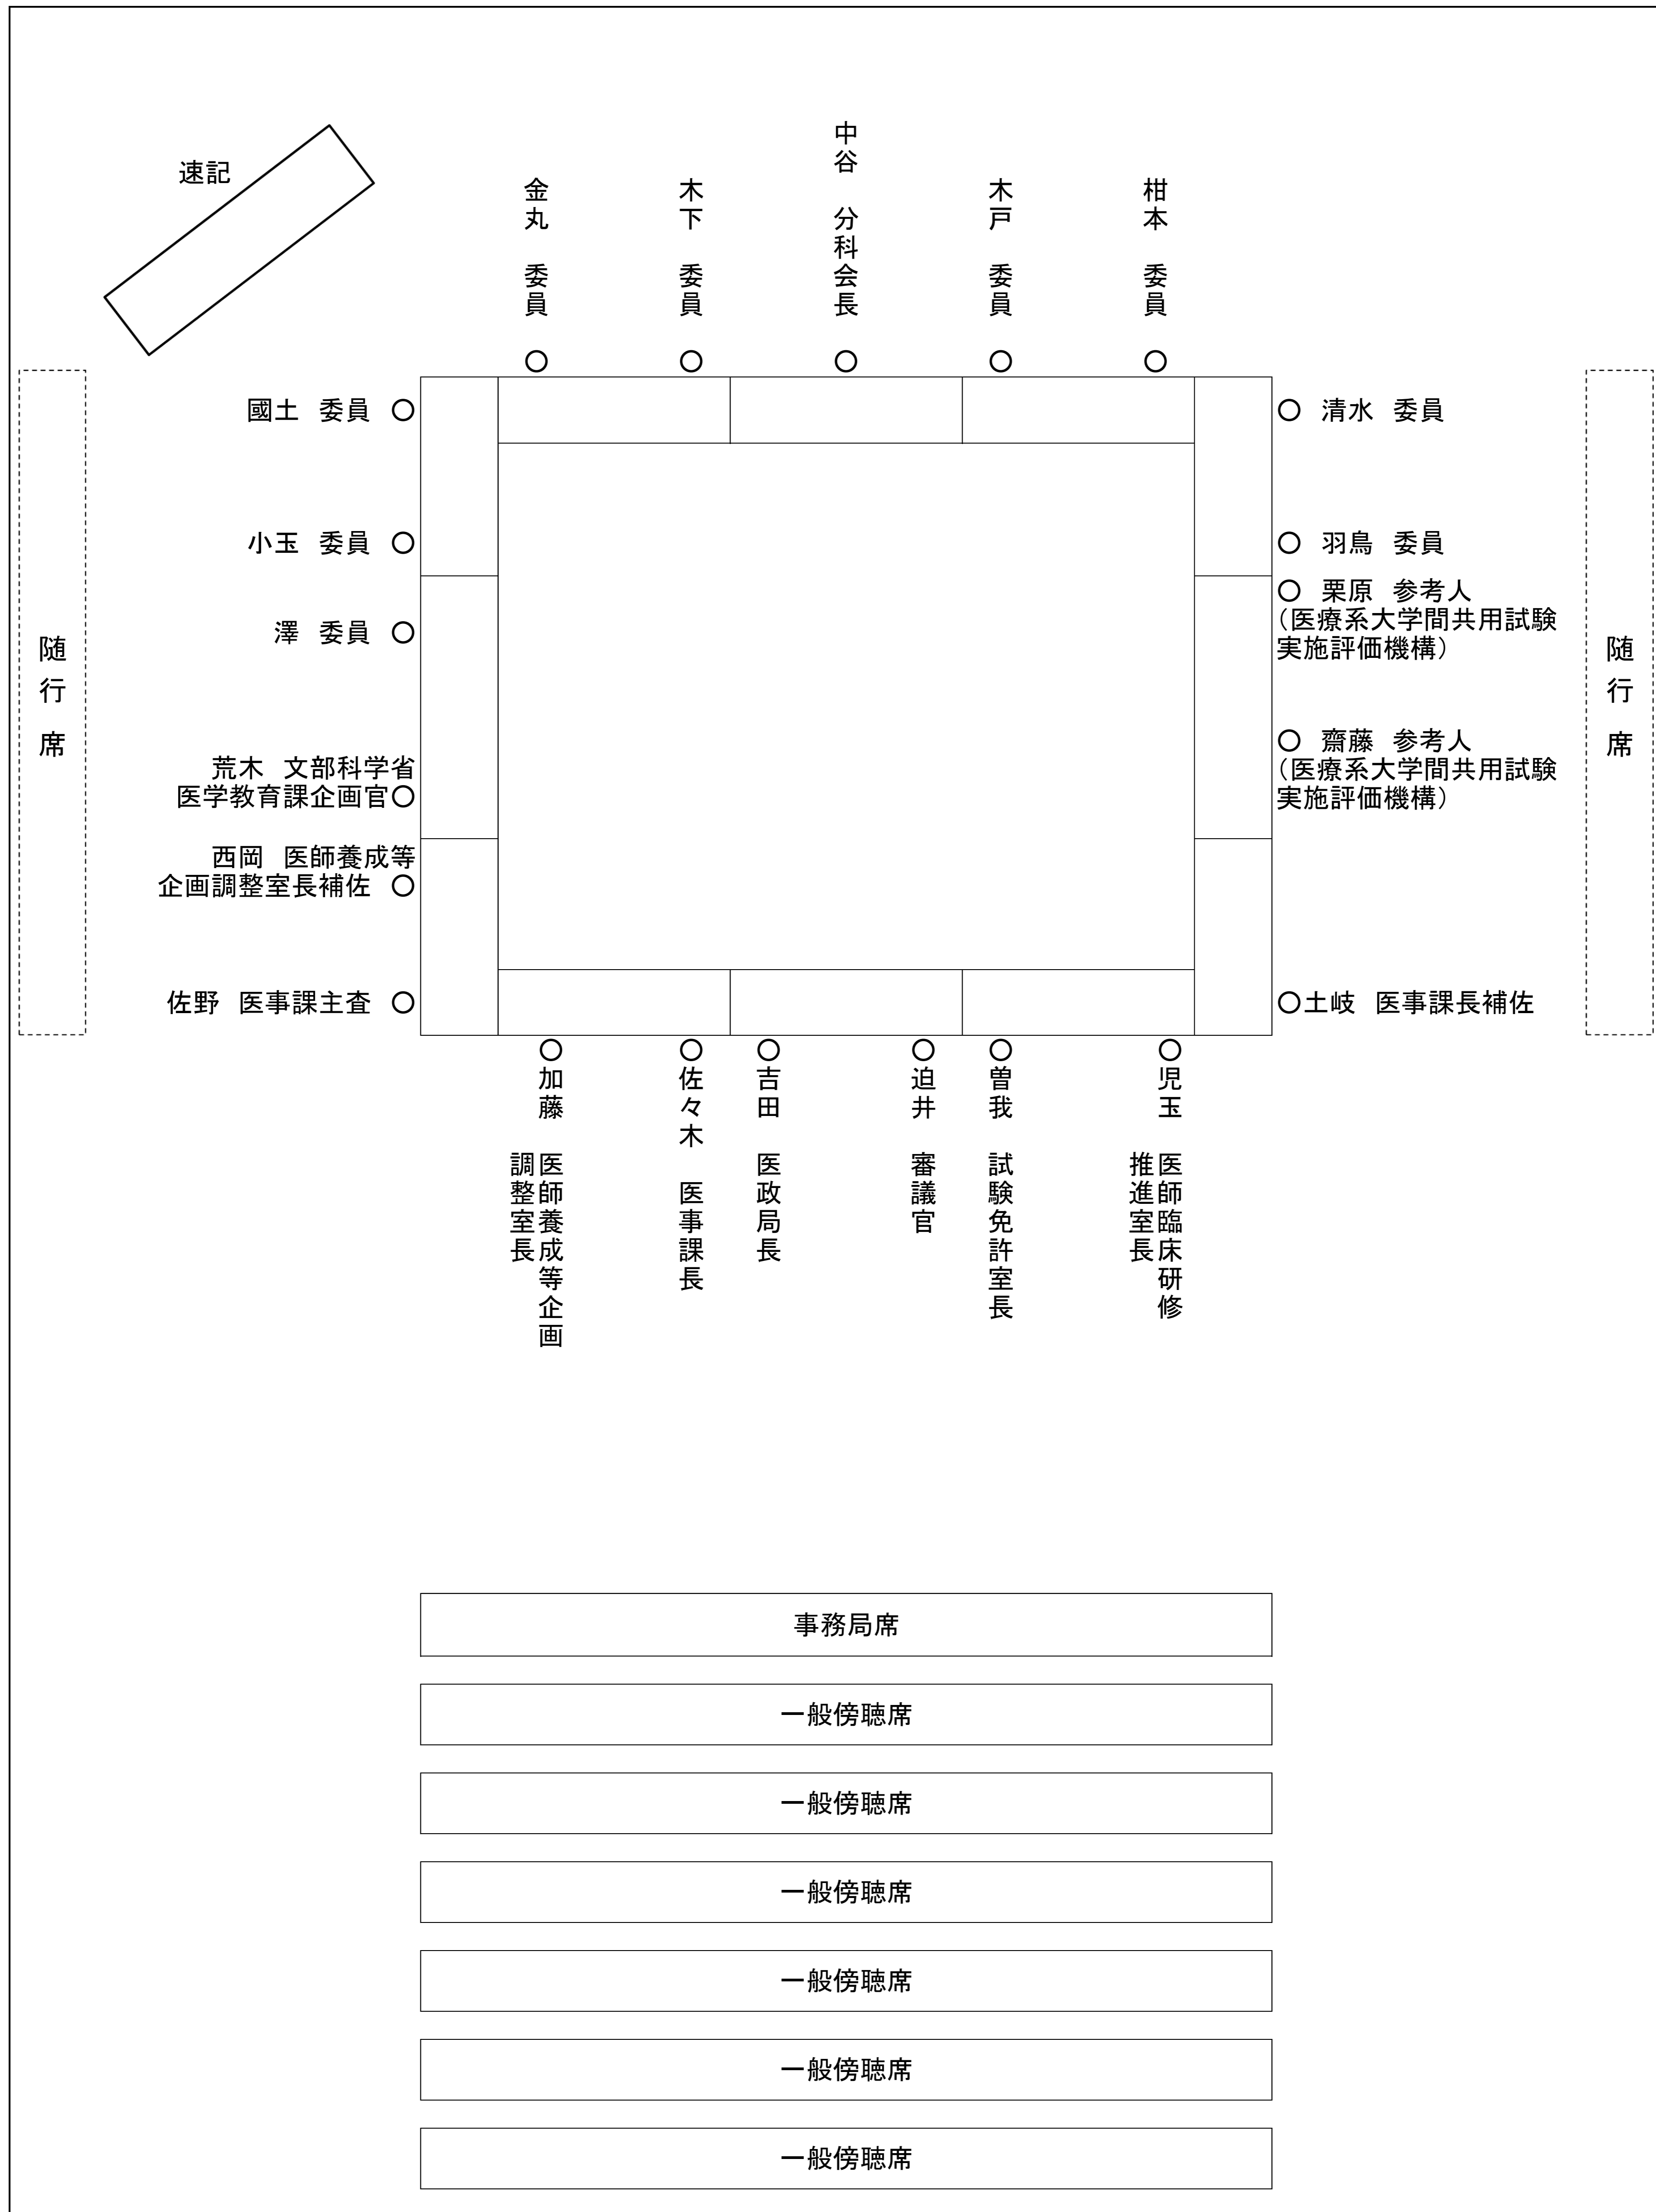 速記
金丸　委員
木下　委員
中谷　分科会長
木戸　委員
柑本　委員
國土　委員
小玉　委員
澤　委員
荒木　文部科学省
医学教育課企画官
西岡　医師養成等
企画調整室長補佐
佐野　医事課主査
清水　委員
羽鳥　委員
栗原　参考人
（医療系大学間共用試験
実施評価機構）
齋藤　参考人
（医療系大学間共用試験
実施評価機構）
土岐　医事課長補佐
随行席
随行席
加藤　医師養成等企画
調整室長
佐々木　医事課長
吉田　医政局長
迫井　審議官
曽我　試験免許室長
児玉　医師臨床研修
推進室長
事務局席
一般傍聴席
一般傍聴席
一般傍聴席
一般傍聴席
一般傍聴席
一般傍聴席